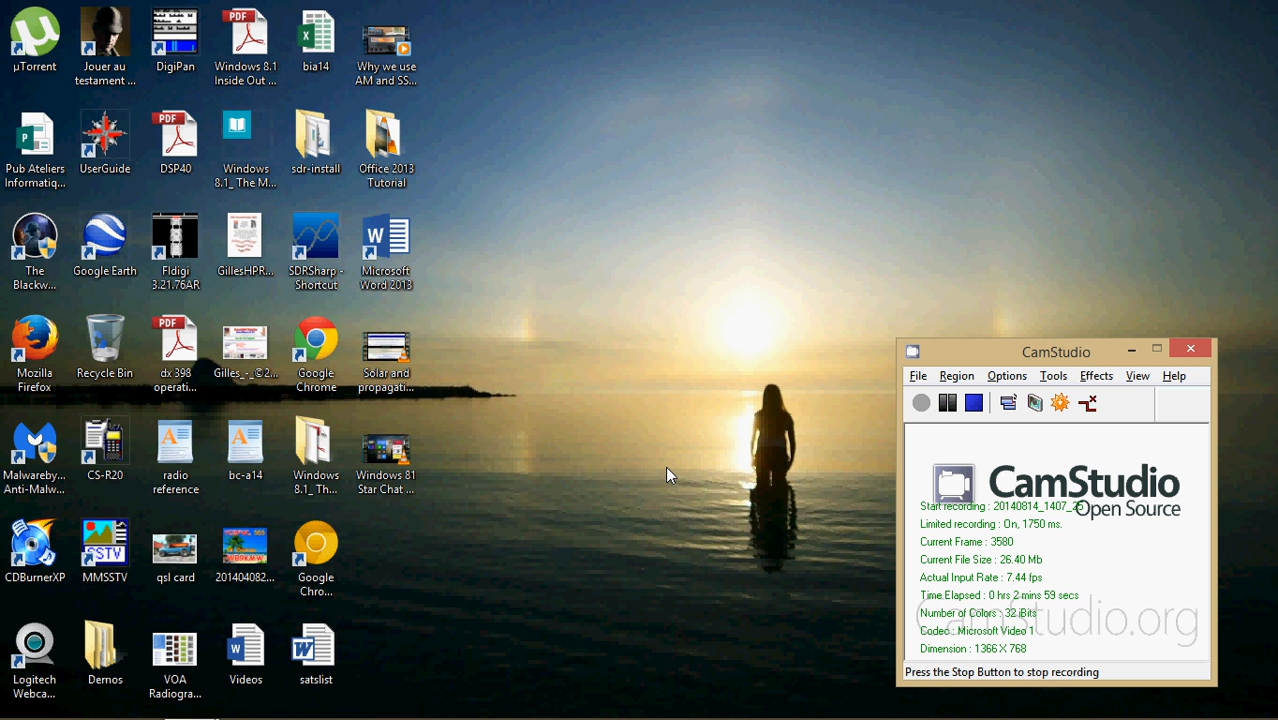 µTorrent
Jouer au
testament ...
DigiPan
Windows 8.1
Inside Out ...
bia14
Why we use
AM and SS...
Pub Ateliers
Informatiq...
UserGuide
DSP40
Windows
8.1_ The M...
sdr-install
Office 2013
Tutorial
The
Blackw...
Google Earth
Fldigi
3.21.76AR
GillesHPR...
SDRSharp -
Shortcut
Microsoft
Word 2013
Mozilla
Firefox
Recycle Bin
dx 398
operati...
Gilles_-_©2...
Google
Chrome
Solar and
propagati...
Malwareby...
Anti-Malw...
CS-R20
radio
reference
bc-a14
Windows
8.1_ Th...
Windows 81
Star Chat ...
CDBurnerXP
MMSSTV
qsl card
201404082...
Google
Chro...
Logitech
Webca...
Demos
VOA
Radiogra...
Videos
satslist
PDF
PDF
PDF
SSTV
CamStudio
File Region Options Tools Effects View Help
CamStudio
Open Source
Start recording : 20140814_1407_2
Limited recording : On, 1750 ms.
Current Frame : 3580
Current File Size : 26.40 Mb
Actual Input Rate : 7.44 fps
Time Elapsed : 0 hrs 2 mins 59 secs
Number of Colors : 32 Bits
CamStudio.org
Codec : Microsoft Video 1
Dimension : 1366 X 768
Press the Stop Button to stop recording